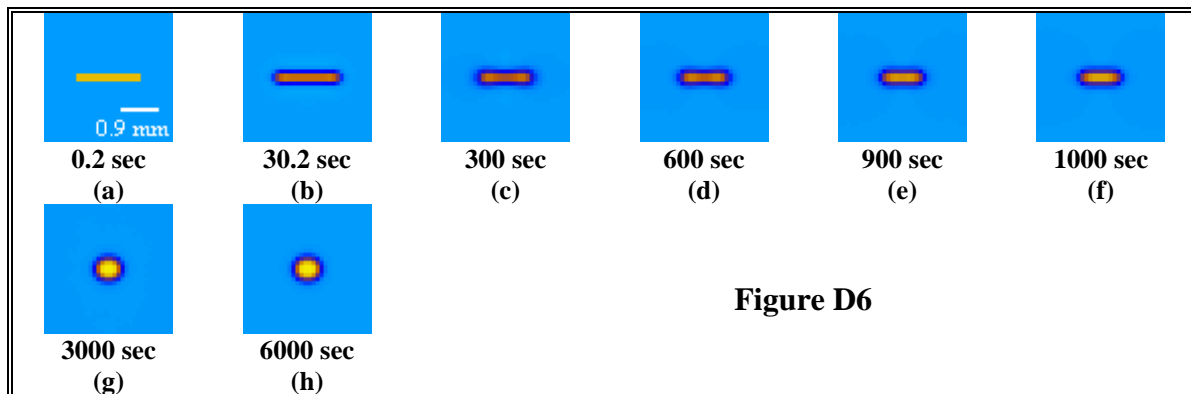 0.9 mm
0.2 sec 30.2 sec 300 sec 600 sec 900 sec 1000 sec
(a) (b) (c) (d) (e) (f)
Figure D6
3000 sec 6000 sec
(g) (h)